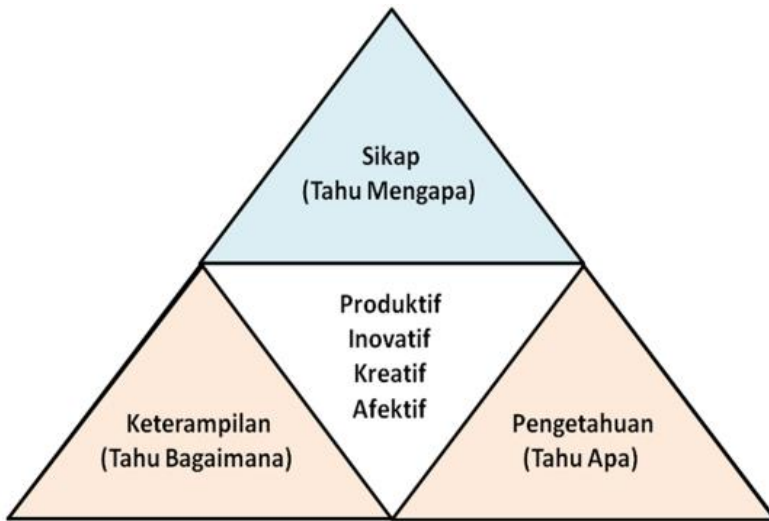 Sikap
(Tahu Mengapa)
Produktif
Inovatif
Kreatif
Afektif
Keterampilan
(Tahu Bagaimana)
Pengetahuan
(Tahu Apa)